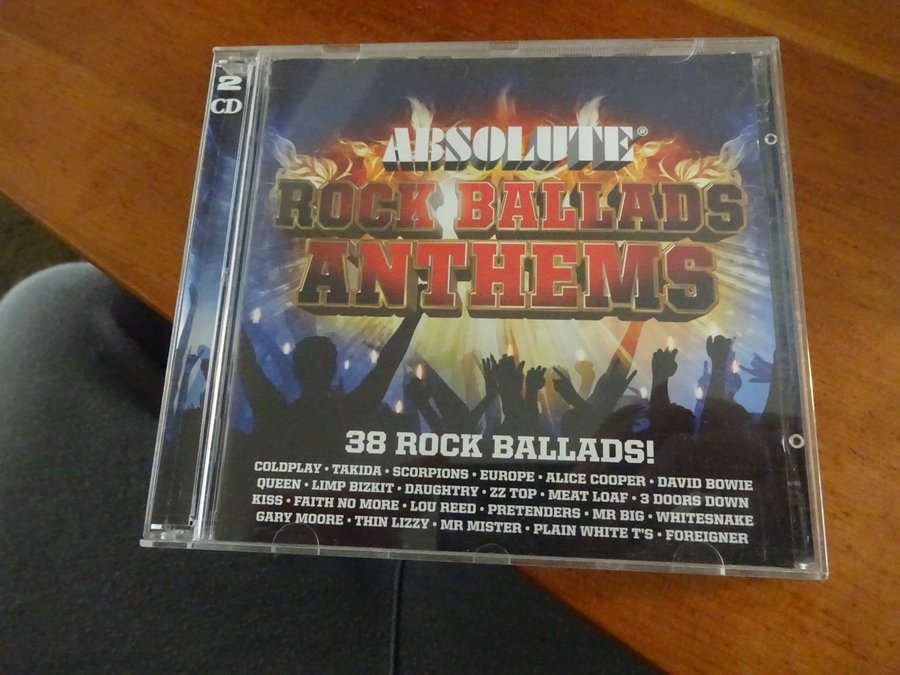 2
CD
ABSOLUTE®
ROCK BALLADS
ANTHEMS
38 ROCK BALLADS!
COLDPLAY • TAKIDA • SCORPIONS • EUROPE • ALICE COOPER • DAVID BOWIE
QUEEN • LIMP BIZKIT • DAUGHTRY • ZZ TOP • MEAT LOAF • 3 DOORS DOWN
KISS • FAITH NO MORE • LOU REED • PRETENDERS • MR BIG • WHITESNAKE
GARY MOORE • THIN LIZZY • MR MISTER • PLAIN WHITE T'S • FOREIGNER